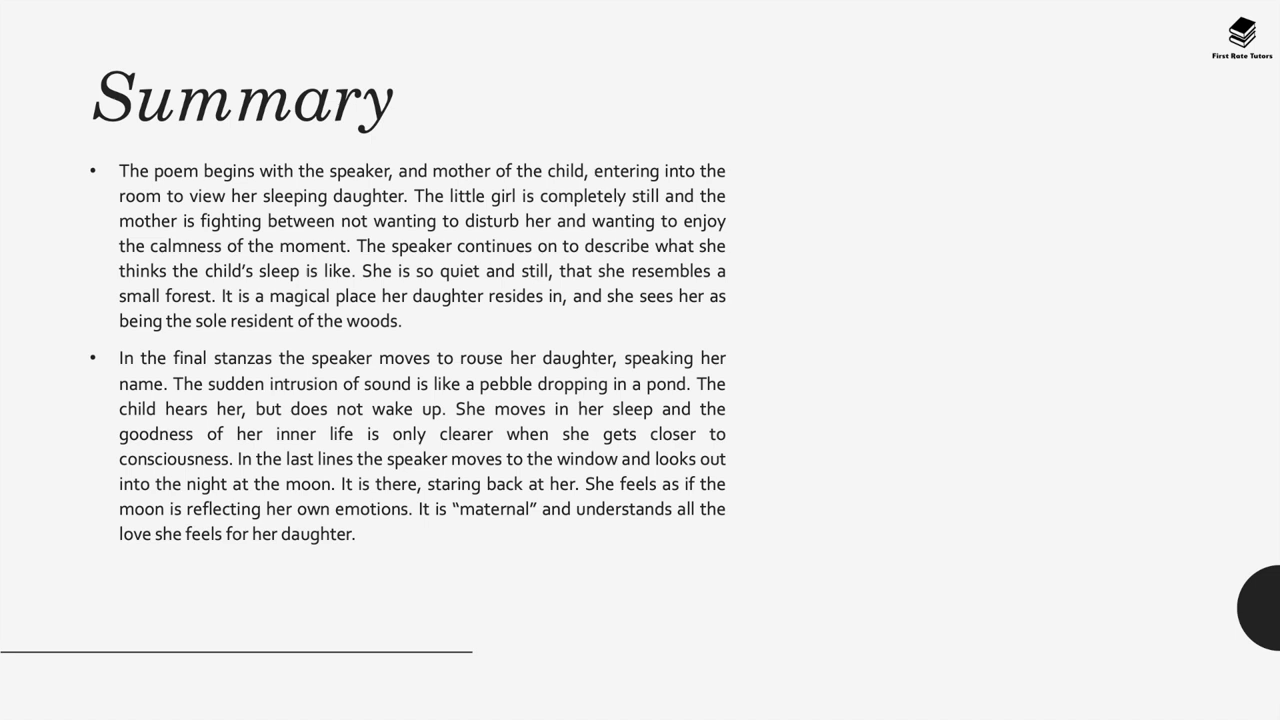 First Rate Tutors
Summary
• The poem begins with the speaker, and mother of the child, entering into the
room to view her sleeping daughter. The little girl is completely still and the
mother is fighting between not wanting to disturb her and wanting to enjoy
the calmness of the moment. The speaker continues on to describe what she
thinks the child’s sleep is like. She is so quiet and still, that she resembles a
small forest. It is a magical place her daughter resides in, and she sees her as
being the sole resident of the woods.
• In the final stanzas the speaker moves to rouse her daughter, speaking her
name. The sudden intrusion of sound is like a pebble dropping in a pond. The
child hears her, but does not wake up. She moves in her sleep and the
goodness of her inner life is only clearer when she gets closer to
consciousness. In the last lines the speaker moves to the window and looks out
into the night at the moon. It is there, staring back at her. She feels as if the
moon is reflecting her own emotions. It is “maternal” and understands all the
love she feels for her daughter.